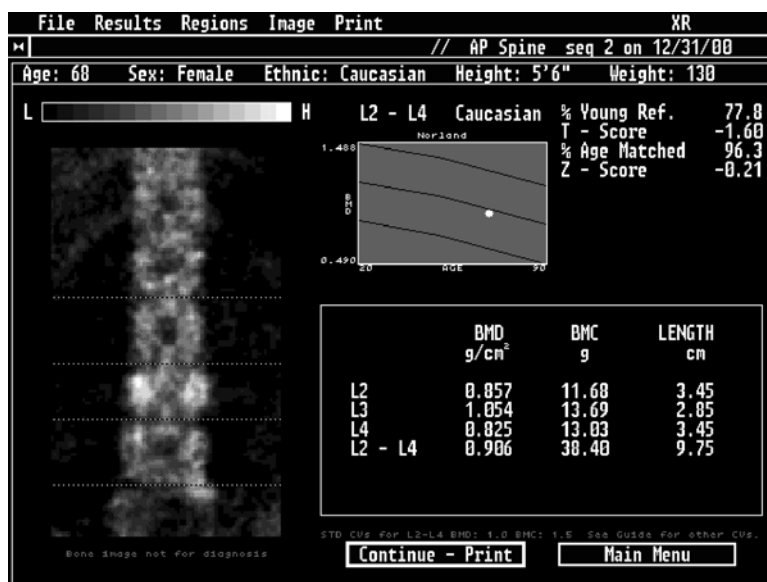 File Results Regions Image Print XR
// AP Spine seq 2 on 12/31/00
Age: 68 Sex: Female Ethnic: Caucasian Height: 5'6" Weight: 130
L H
L2 - L4 Caucasian
Norland
1.488
BMD
0.490
20 AGE 90
% Young Ref. 77.8
T - Score -1.60
% Age Matched 96.3
Z - Score -0.21
BMD BMC LENGTH
g/cm² g cm
L2 0.857 11.68 3.45
L3 1.054 13.69 2.85
L4 0.825 13.03 3.45
L2 - L4 0.906 38.40 9.75
STD CVs for L2-L4 BMD: 1.0 BMC: 1.5 See Guide for other CVs.
Bone image not for diagnosis
Continue - Print Main Menu